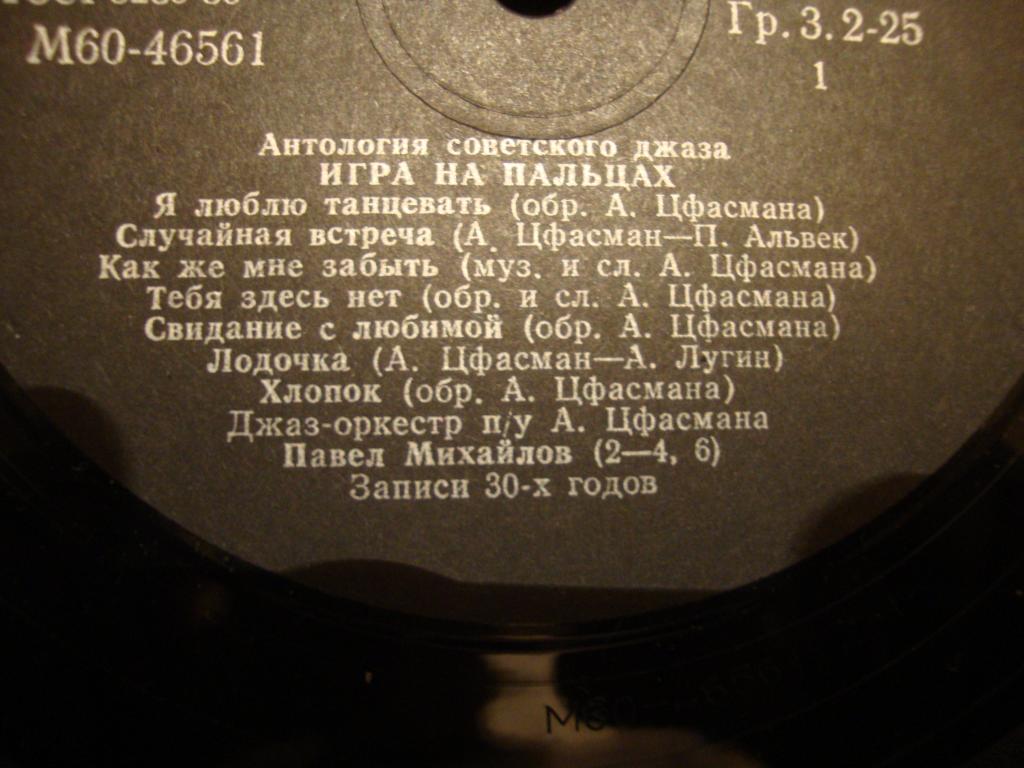 М60-46561
Гр. 3. 2-25
1
Антология советского джаза
ИГРА НА ПАЛЬЦАХ
Я люблю танцевать (обр. А. Цфасмана)
Случайная встреча (А. Цфасман—П. Альвек)
Как же мне забыть (муз. и сл. А. Цфасмана)
Тебя здесь нет (обр. и сл. А. Цфасмана)
Свидание с любимой (обр. А. Цфасмана)
Лодочка (А. Цфасман—А. Лугин)
Хлопок (обр. А. Цфасмана)
Джаз-оркестр п/у А. Цфасмана
Павел Михайлов (2—4, 6)
Записи 30-х годов